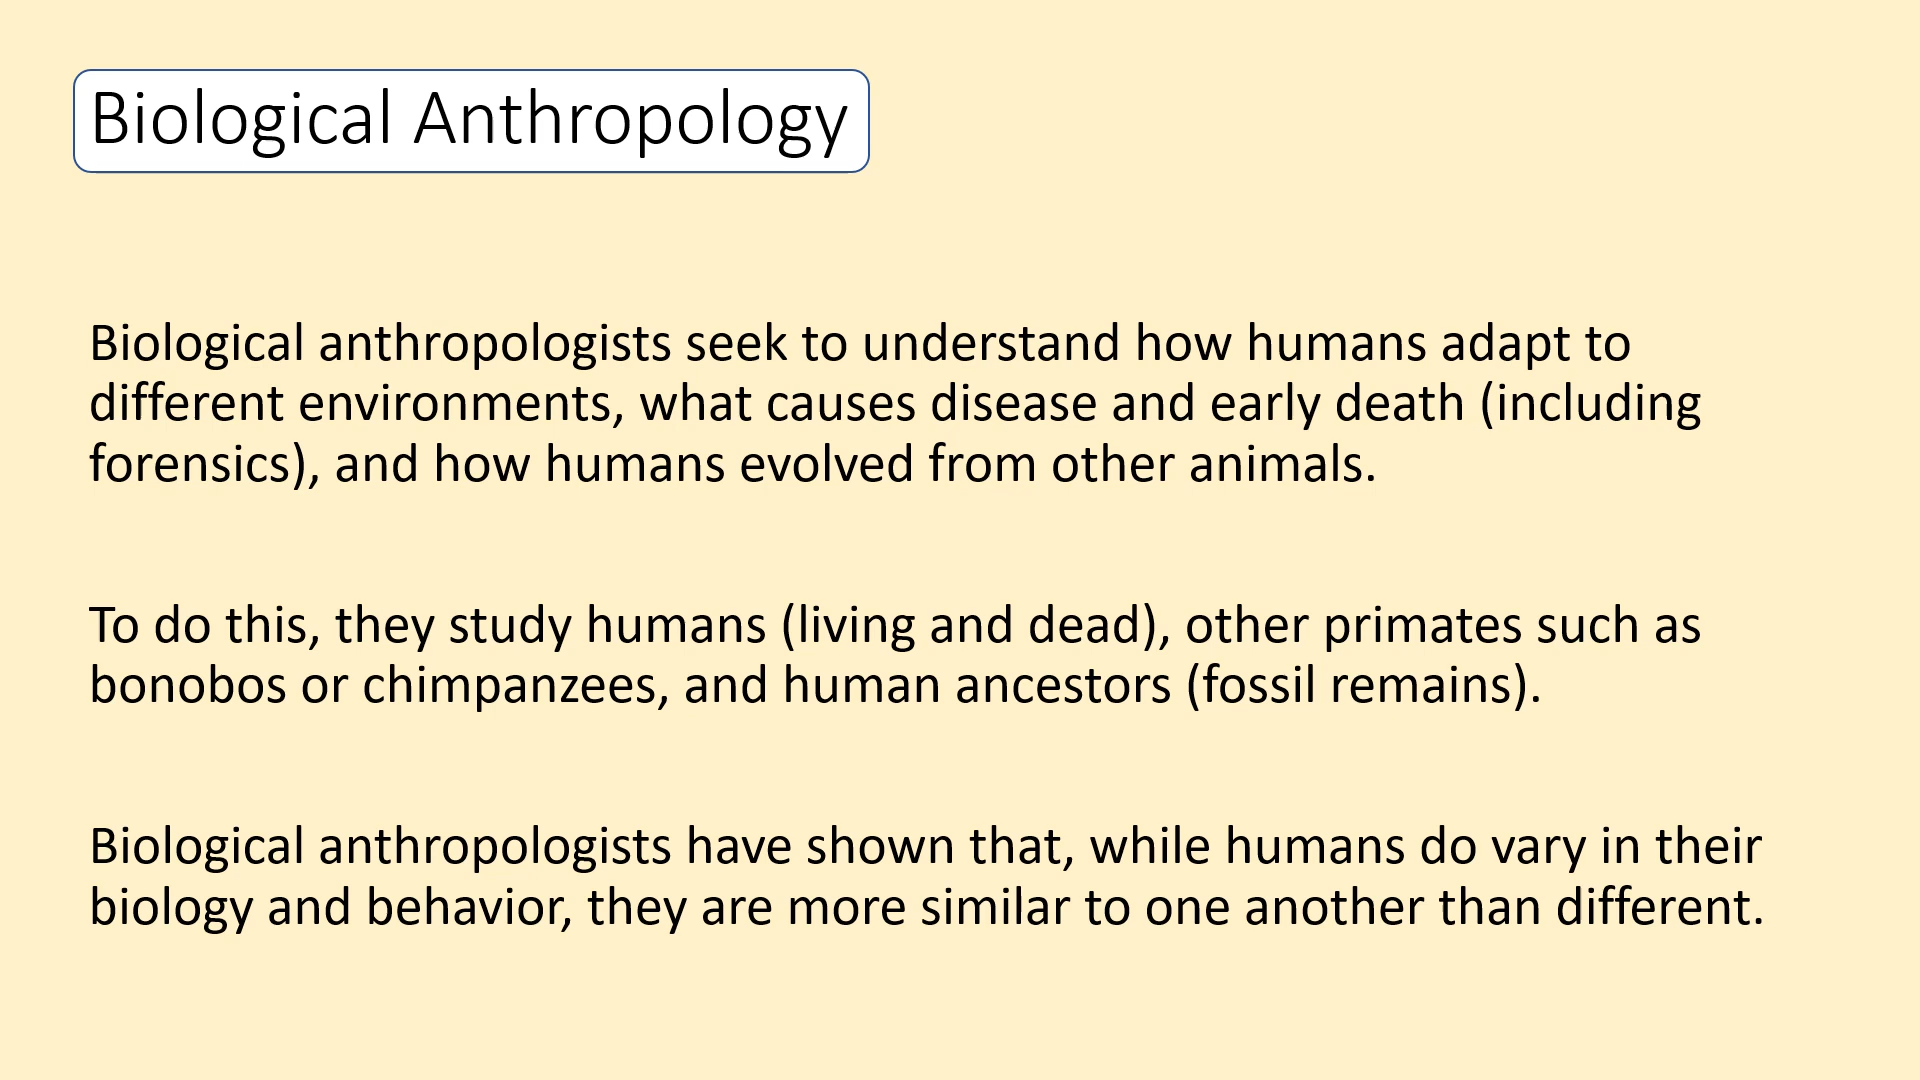 Biological Anthropology
Biological anthropologists seek to understand how humans adapt to
different environments, what causes disease and early death (including
forensics), and how humans evolved from other animals.
To do this, they study humans (living and dead), other primates such as
bonobos or chimpanzees, and human ancestors (fossil remains).
Biological anthropologists have shown that, while humans do vary in their
biology and behavior, they are more similar to one another than different.